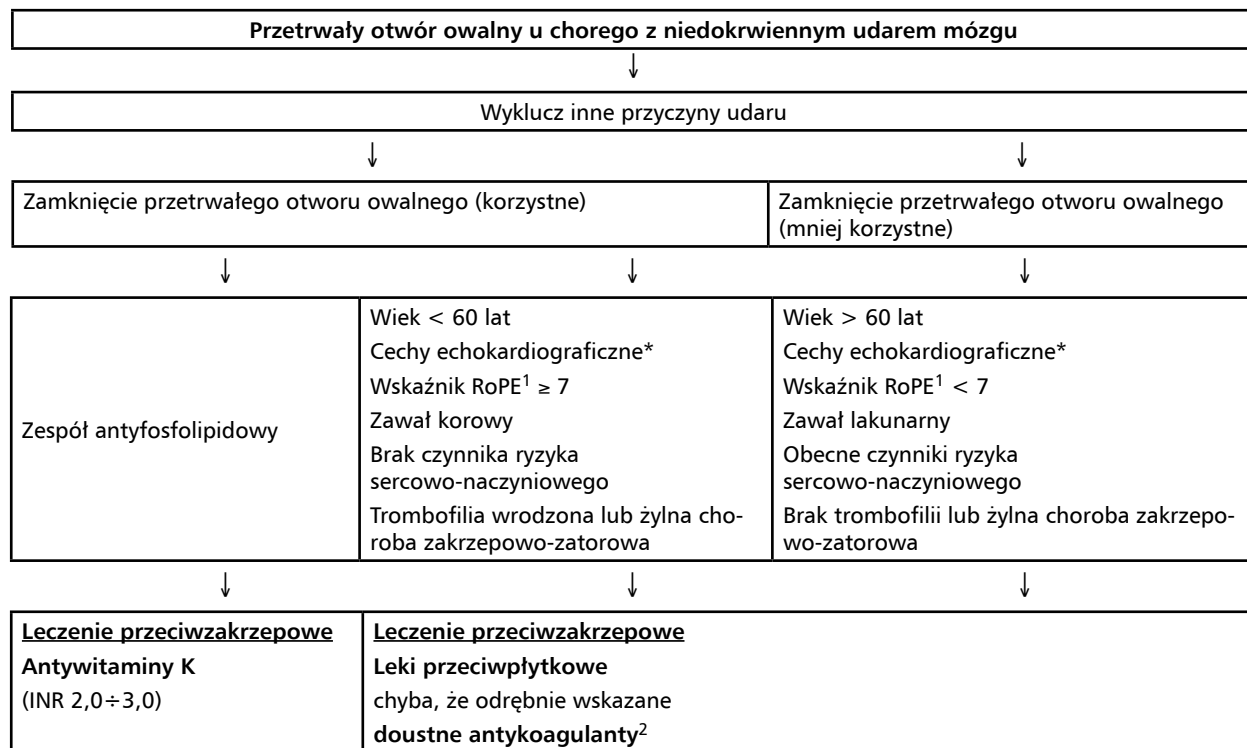 Przetrwały otwór owalny u chorego z niedokrwiennym udarem mózgu
↓
Wyklucz inne przyczyny udaru
↓ ↓
Zamknięcie przetrwałego otworu owalnego (korzystne)
Zamknięcie przetrwałego otworu owalnego
(mniej korzystne)
↓ ↓ ↓
Zespół antyfosfolipidowy
Wiek < 60 lat
Cechy echokardiograficzne*
Wskaźnik RoPE¹ ≥ 7
Zawał korowy
Brak czynnika ryzyka
sercowo-naczyniowego
Trombofilia wrodzona lub żylna cho-
roba zakrzepowo-zatorowa
Wiek > 60 lat
Cechy echokardiograficzne*
Wskaźnik RoPE¹ < 7
Zawał lakunarny
Obecne czynniki ryzyka
sercowo-naczyniowego
Brak trombofilii lub żylna choroba zakrzepo-
wo-zatorowa
↓ ↓ ↓
Leczenie przeciwzakrzepowe
Antywitaminy K
(INR 2,0÷3,0)
Leczenie przeciwzakrzepowe
Leki przeciwpłytkowe
chyba, że odrębnie wskazane
doustne antykoagulanty²